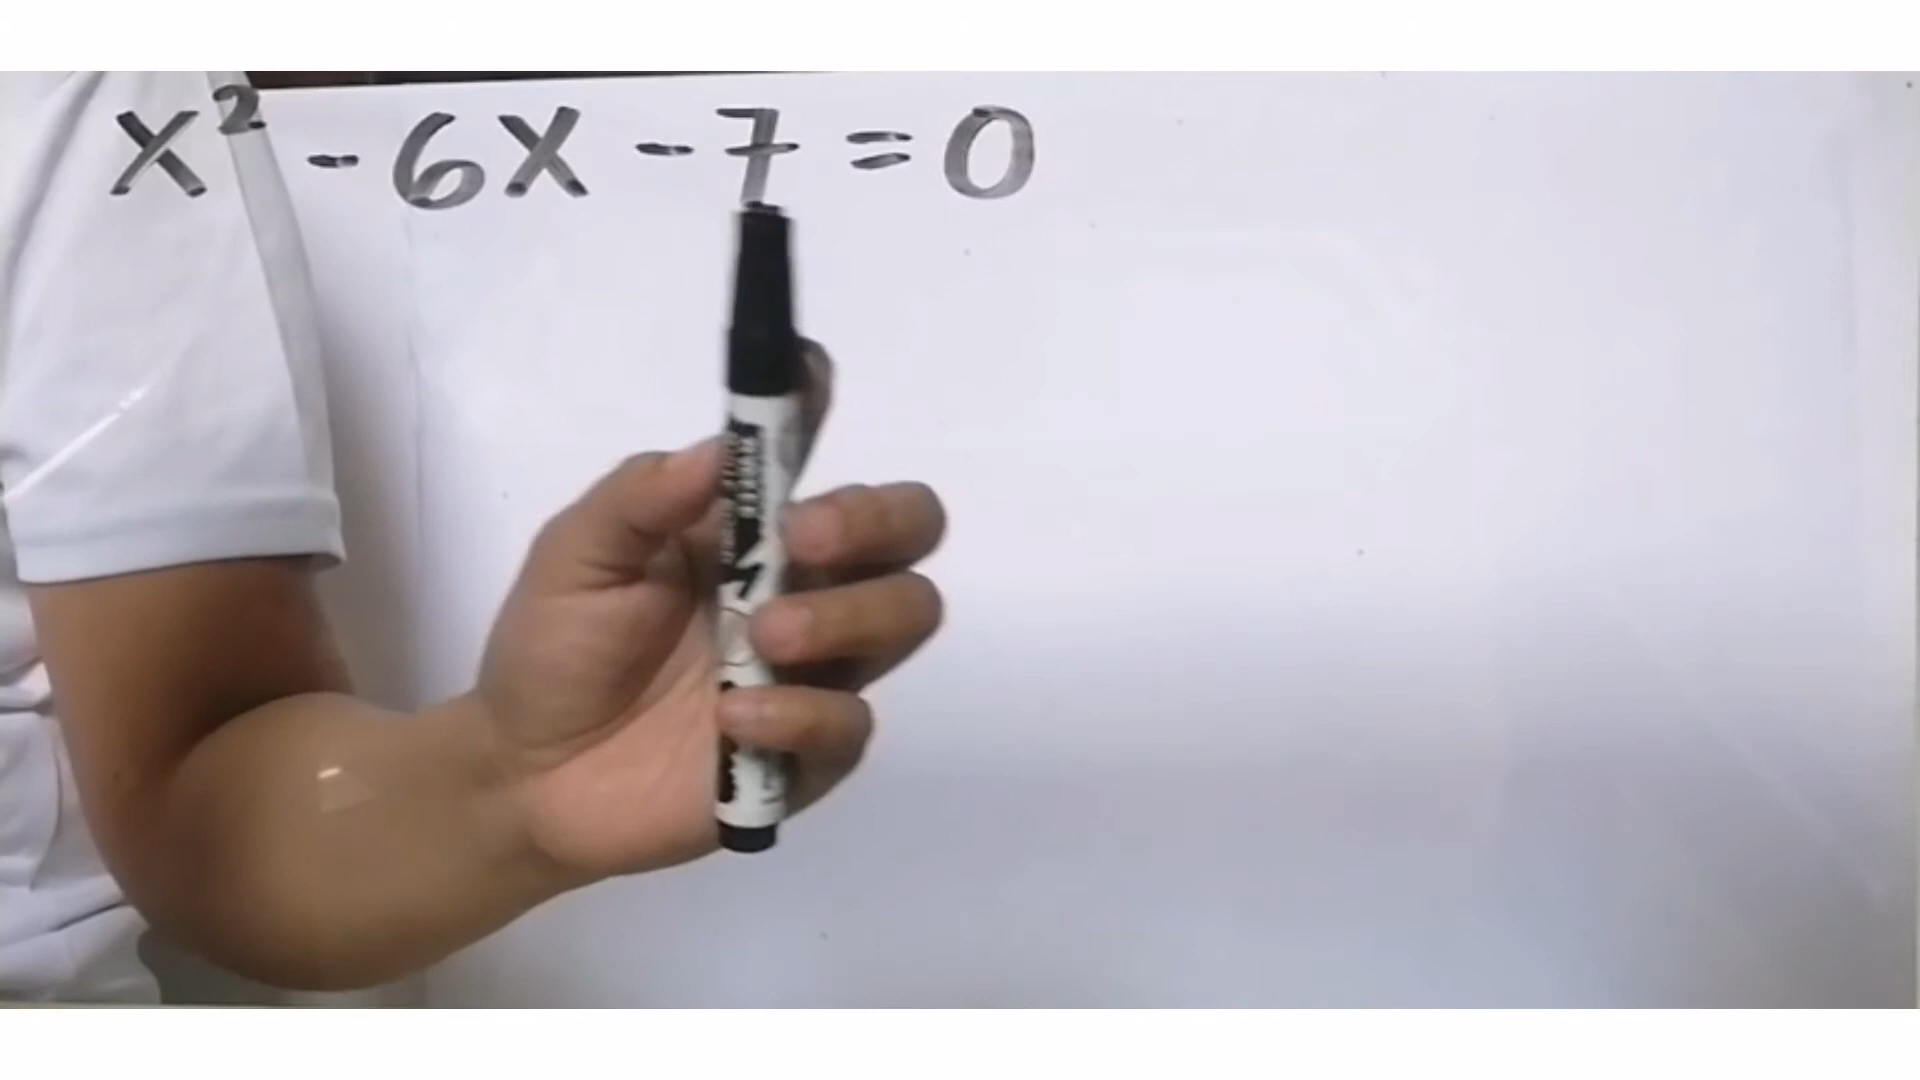 x² - 6x - 7 = 0